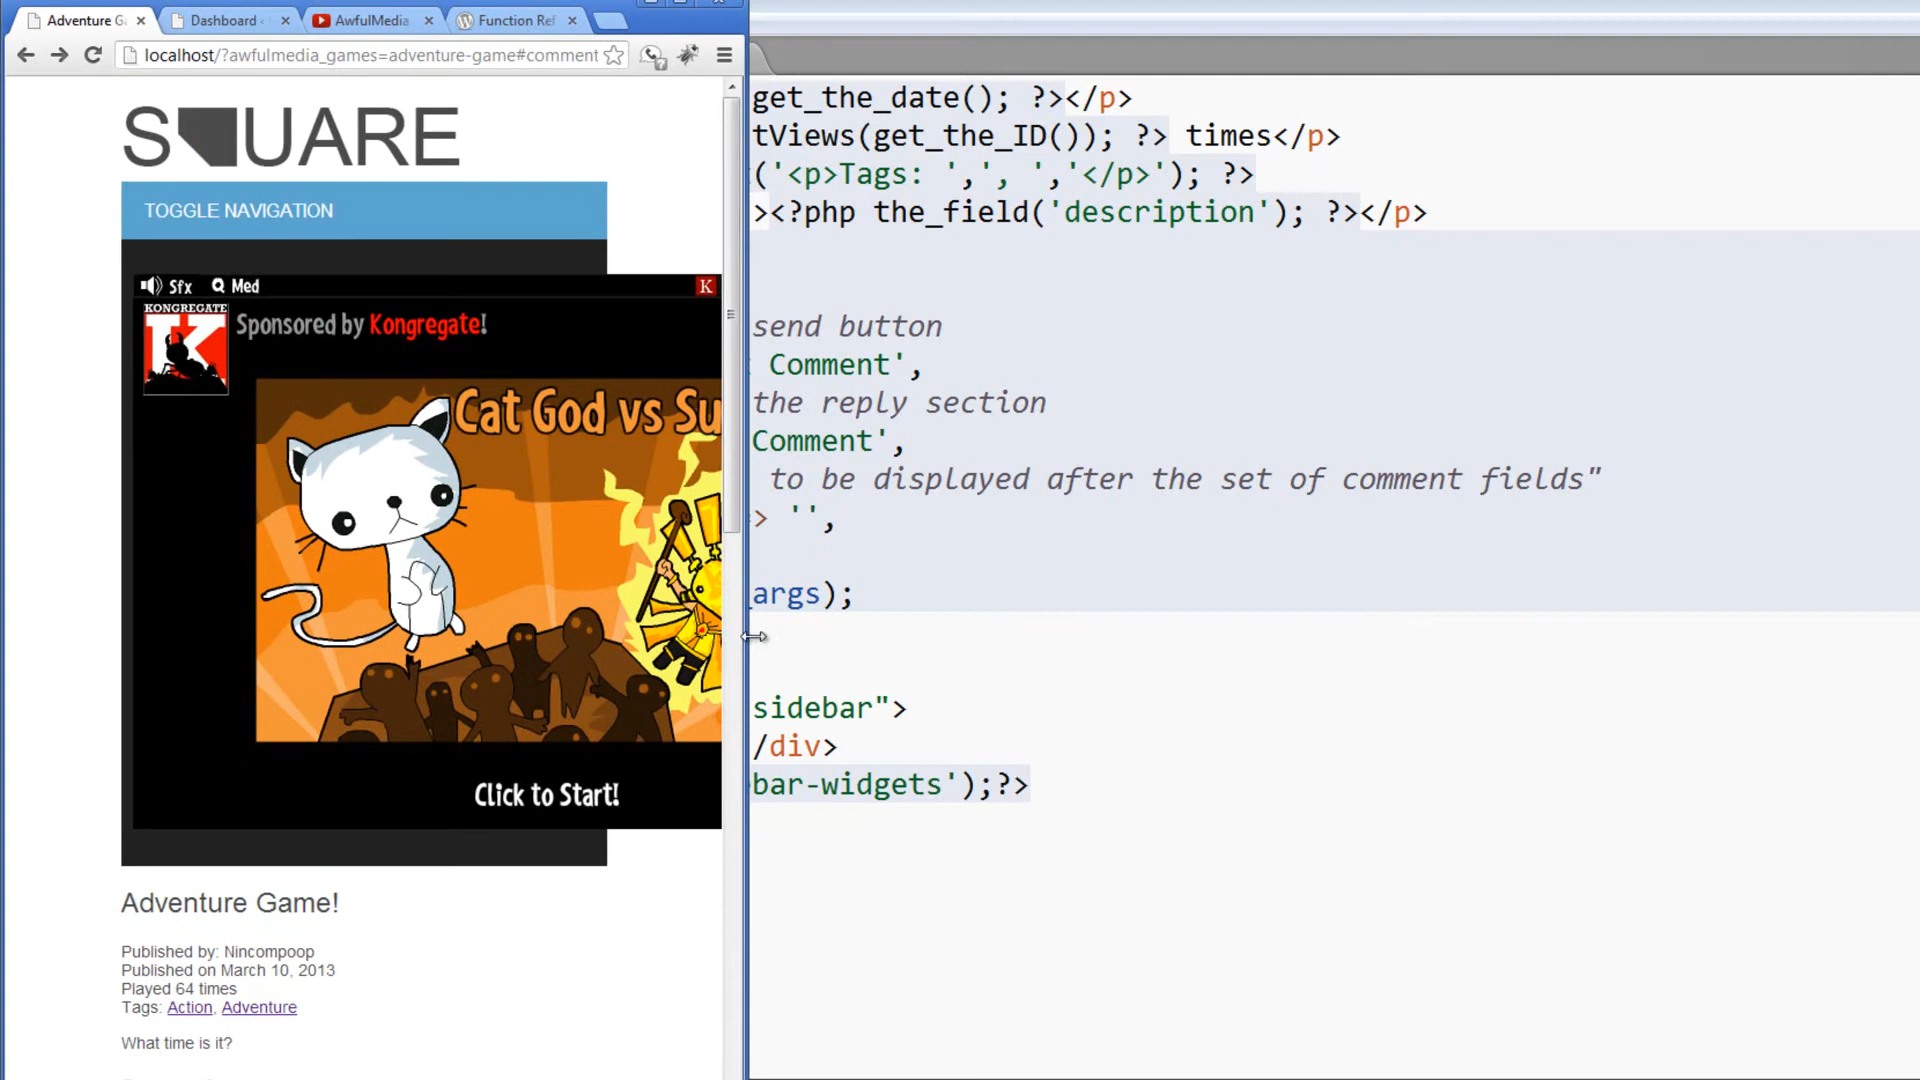 Adventure G
Dashboard ‹
AwfulMedia
Function Ref
localhost/?awfulmedia_games=adventure-game#comment
SQUARE
TOGGLE NAVIGATION
Sfx Med K
KONGREGATE
K
Sponsored by Kongregate!
Cat God vs Su
Click to Start!
Adventure Game!
Published by: Nincompoop
Published on March 10, 2013
Played 64 times
Tags: Action, Adventure
What time is it?
get_the_date(); ?></p>
tViews(get_the_ID()); ?> times</p>
('<p>Tags: ',', ','</p>'); ?>
><?php the_field('description'); ?></p>
send button
Comment',
the reply section
Comment',
to be displayed after the set of comment fields"
> '',
args);
sidebar">
/div>
bar-widgets');?>